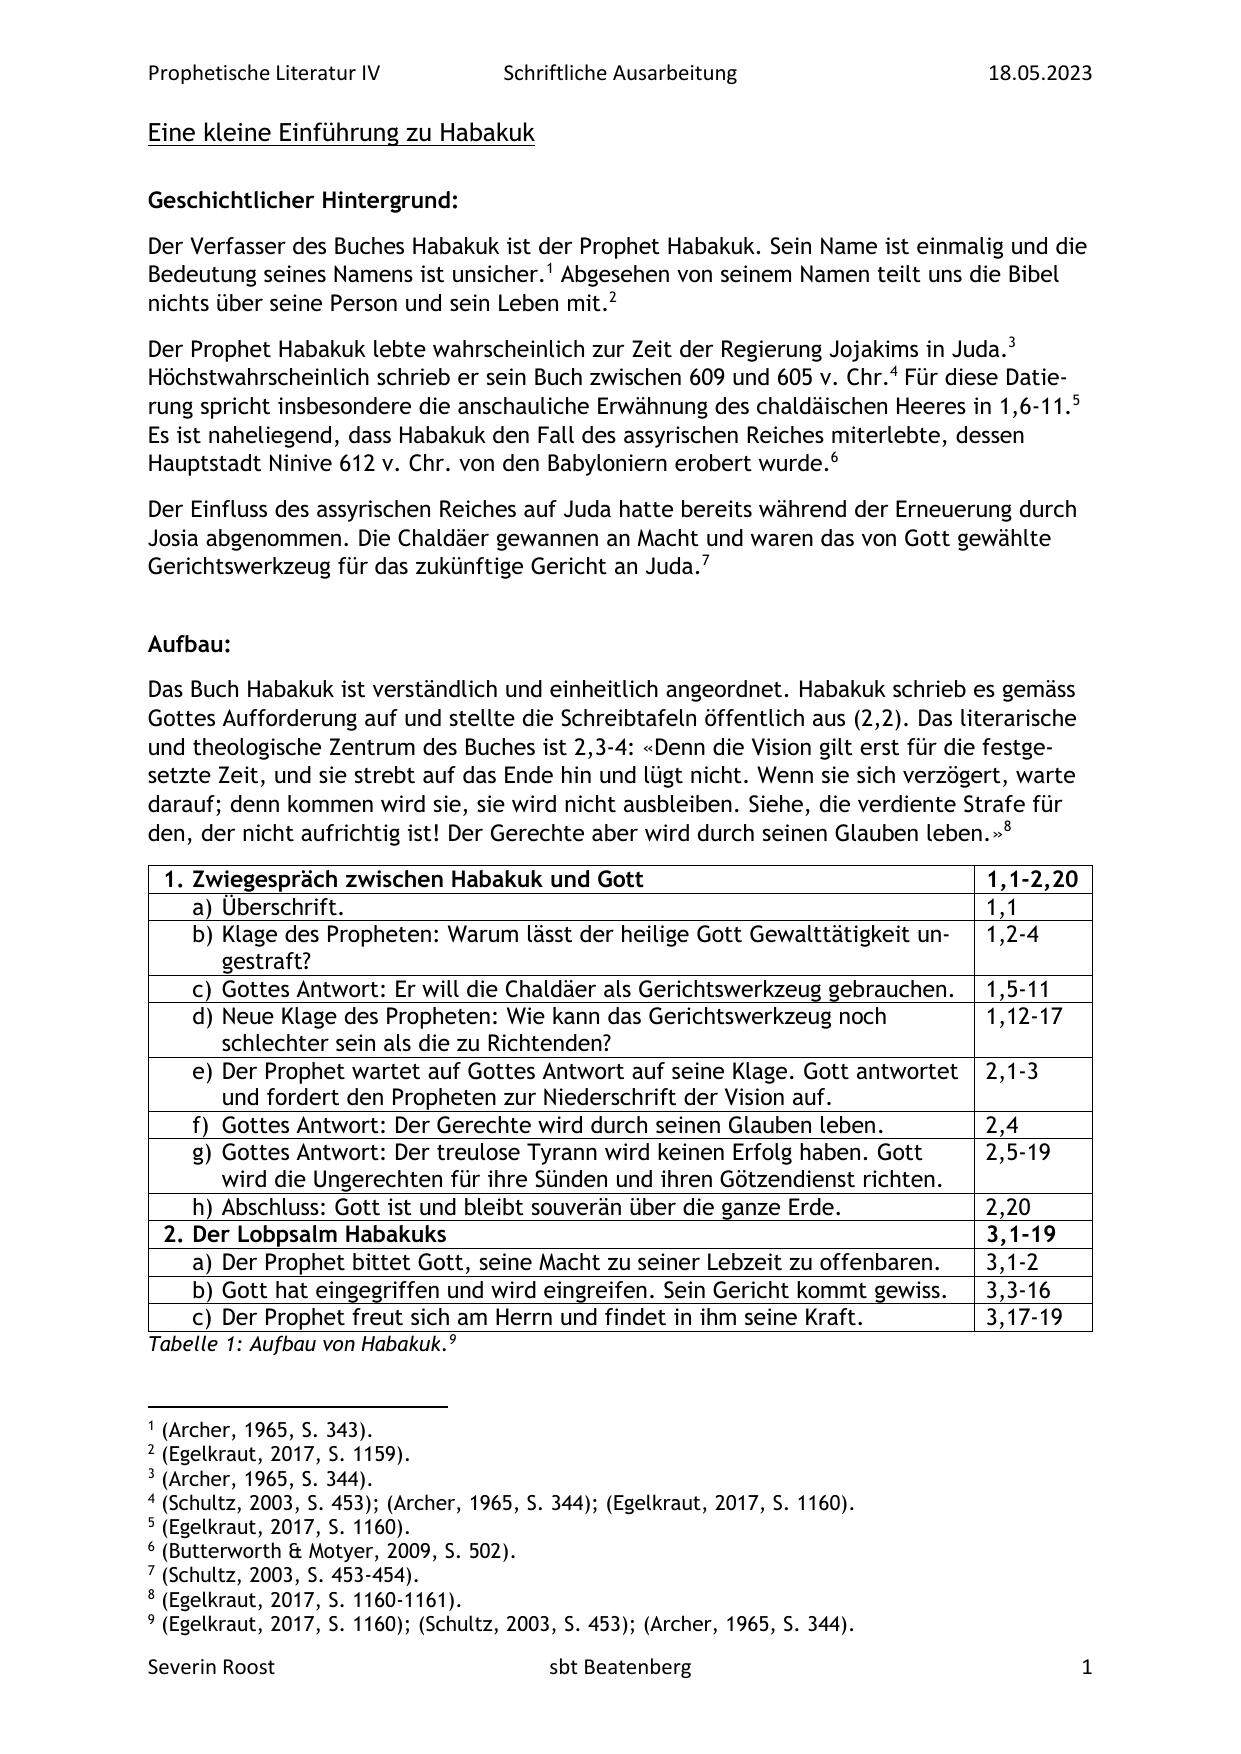 Prophetische Literatur IV Schriftliche Ausarbeitung 18.05.2023
Eine kleine Einführung zu Habakuk
Geschichtlicher Hintergrund:
Der Verfasser des Buches Habakuk ist der Prophet Habakuk. Sein Name ist einmalig und die
Bedeutung seines Namens ist unsicher.¹ Abgesehen von seinem Namen teilt uns die Bibel
nichts über seine Person und sein Leben mit.²
Der Prophet Habakuk lebte wahrscheinlich zur Zeit der Regierung Jojakims in Juda.³
Höchstwahrscheinlich schrieb er sein Buch zwischen 609 und 605 v. Chr.⁴ Für diese Datie-
rung spricht insbesondere die anschauliche Erwähnung des chaldäischen Heeres in 1,6-11.⁵
Es ist naheliegend, dass Habakuk den Fall des assyrischen Reiches miterlebte, dessen
Hauptstadt Ninive 612 v. Chr. von den Babyloniern erobert wurde.⁶
Der Einfluss des assyrischen Reiches auf Juda hatte bereits während der Erneuerung durch
Josia abgenommen. Die Chaldäer gewannen an Macht und waren das von Gott gewählte
Gerichtswerkzeug für das zukünftige Gericht an Juda.⁷
Aufbau:
Das Buch Habakuk ist verständlich und einheitlich angeordnet. Habakuk schrieb es gemäss
Gottes Aufforderung auf und stellte die Schreibtafeln öffentlich aus (2,2). Das literarische
und theologische Zentrum des Buches ist 2,3-4: «Denn die Vision gilt erst für die festge-
setzte Zeit, und sie strebt auf das Ende hin und lügt nicht. Wenn sie sich verzögert, warte
darauf; denn kommen wird sie, sie wird nicht ausbleiben. Siehe, die verdiente Strafe für
den, der nicht aufrichtig ist! Der Gerechte aber wird durch seinen Glauben leben.»⁸
1. Zwiegespräch zwischen Habakuk und Gott 1,1-2,20
a) Überschrift. 1,1
b) Klage des Propheten: Warum lässt der heilige Gott Gewalttätigkeit un- 1,2-4
gestraft?
c) Gottes Antwort: Er will die Chaldäer als Gerichtswerkzeug gebrauchen. 1,5-11
d) Neue Klage des Propheten: Wie kann das Gerichtswerkzeug noch 1,12-17
schlechter sein als die zu Richtenden?
e) Der Prophet wartet auf Gottes Antwort auf seine Klage. Gott antwortet 2,1-3
und fordert den Propheten zur Niederschrift der Vision auf.
f) Gottes Antwort: Der Gerechte wird durch seinen Glauben leben. 2,4
g) Gottes Antwort: Der treulose Tyrann wird keinen Erfolg haben. Gott 2,5-19
wird die Ungerechten für ihre Sünden und ihren Götzendienst richten.
h) Abschluss: Gott ist und bleibt souverän über die ganze Erde. 2,20
2. Der Lobpsalm Habakuks 3,1-19
a) Der Prophet bittet Gott, seine Macht zu seiner Lebzeit zu offenbaren. 3,1-2
b) Gott hat eingegriffen und wird eingreifen. Sein Gericht kommt gewiss. 3,3-16
c) Der Prophet freut sich am Herrn und findet in ihm seine Kraft. 3,17-19
Tabelle 1: Aufbau von Habakuk.⁹
¹ (Archer, 1965, S. 343).
² (Egelkraut, 2017, S. 1159).
³ (Archer, 1965, S. 344).
⁴ (Schultz, 2003, S. 453); (Archer, 1965, S. 344); (Egelkraut, 2017, S. 1160).
⁵ (Egelkraut, 2017, S. 1160).
⁶ (Butterworth & Motyer, 2009, S. 502).
⁷ (Schultz, 2003, S. 453-454).
⁸ (Egelkraut, 2017, S. 1160-1161).
⁹ (Egelkraut, 2017, S. 1160); (Schultz, 2003, S. 453); (Archer, 1965, S. 344).
Severin Roost sbt Beatenberg 1